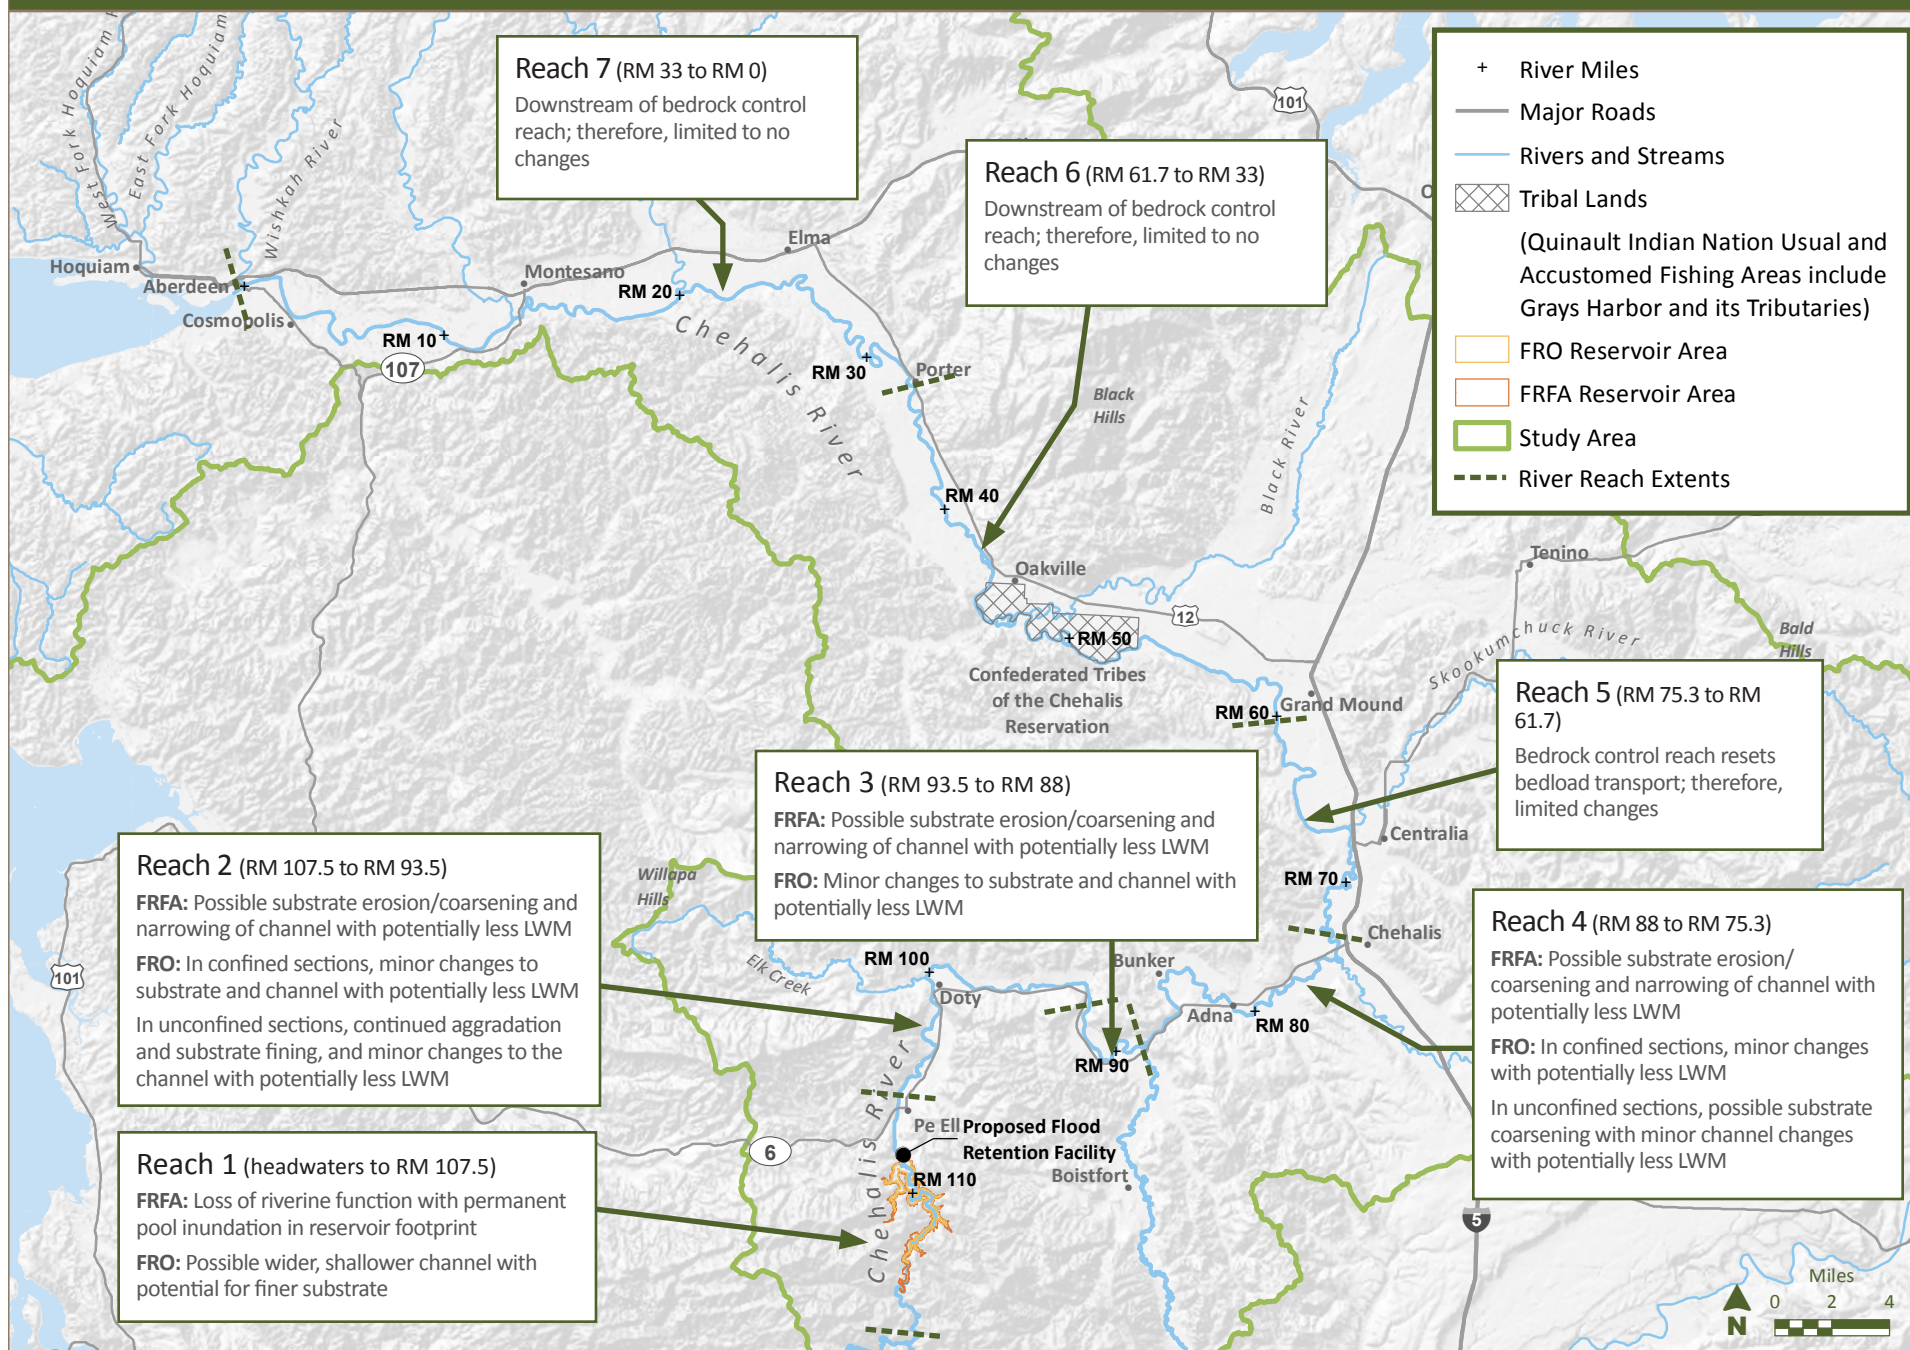 West Fork Hoquiam
East Fork Hoquiam
Wishkah River
Hoquiam
Aberdeen
Cosmopolis
Montesano
Elma
RM 10
107
RM 20
RM 30
Porter
Chehalis River
Black
Hills
Black River
101
Reach 7 (RM 33 to RM 0)
Downstream of bedrock control
reach; therefore, limited to no
changes
Reach 6 (RM 61.7 to RM 33)
Downstream of bedrock control
reach; therefore, limited to no
changes
+ River Miles
Major Roads
Rivers and Streams
Tribal Lands
(Quinault Indian Nation Usual and
Accustomed Fishing Areas include
Grays Harbor and its Tributaries)
FRO Reservoir Area
FRFA Reservoir Area
Study Area
River Reach Extents
RM 40
Oakville
12
RM 50
Confederated Tribes
of the Chehalis
Reservation
Tenino
Skookumchuck River
Bald
Hills
RM 60
Grand Mound
Reach 5 (RM 75.3 to RM
61.7)
Bedrock control reach resets
bedload transport; therefore,
limited changes
Centralia
RM 70
Chehalis
Reach 3 (RM 93.5 to RM 88)
FRFA: Possible substrate erosion/coarsening and
narrowing of channel with potentially less LWM
FRO: Minor changes to substrate and channel with
potentially less LWM
Reach 2 (RM 107.5 to RM 93.5)
FRFA: Possible substrate erosion/coarsening and
narrowing of channel with potentially less LWM
FRO: In confined sections, minor changes to
substrate and channel with potentially less LWM
In unconfined sections, continued aggradation
and substrate fining, and minor changes to the
channel with potentially less LWM
Reach 4 (RM 88 to RM 75.3)
FRFA: Possible substrate erosion/
coarsening and narrowing of channel with
potentially less LWM
FRO: In confined sections, minor changes
with potentially less LWM
In unconfined sections, possible substrate
coarsening with minor channel changes
with potentially less LWM
Willapa
Hills
101
Elk Creek
RM 100
Doty
Bunker
Adna
RM 80
RM 90
Chehalis River
Pe Ell
Proposed Flood
Retention Facility
RM 110
Boistfort
6
5
Reach 1 (headwaters to RM 107.5)
FRFA: Loss of riverine function with permanent
pool inundation in reservoir footprint
FRO: Possible wider, shallower channel with
potential for finer substrate
Miles
0 2 4
N